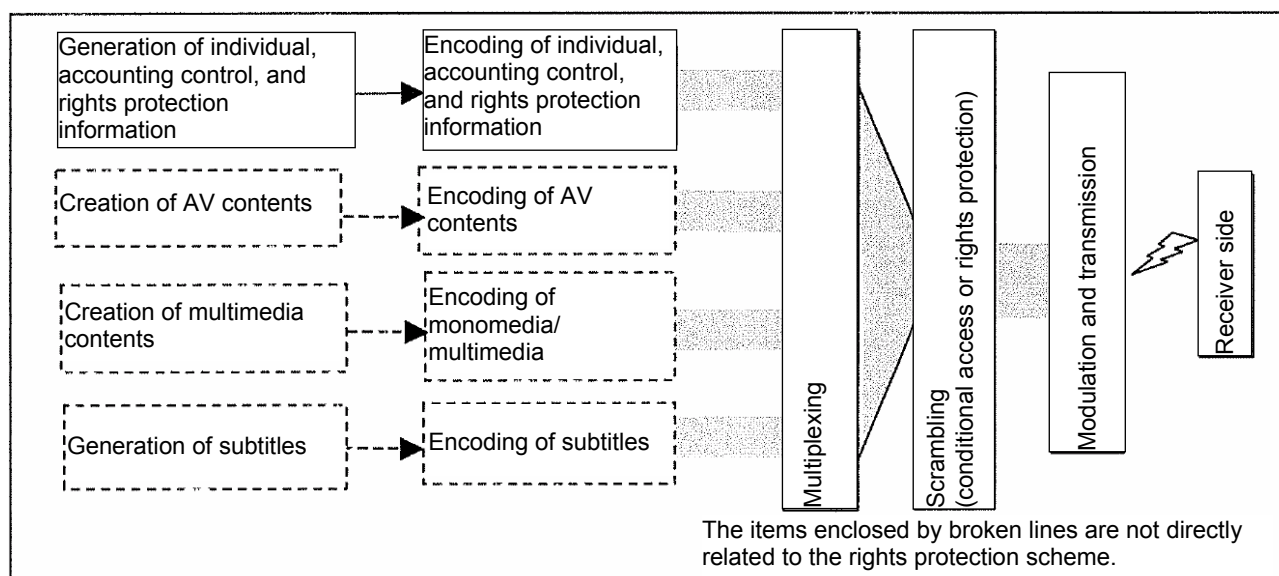 Generation of individual,
accounting control, and
rights protection
information
Encoding of individual,
accounting control,
and rights protection
information
Creation of AV contents
Encoding of AV
contents
Creation of multimedia
contents
Encoding of
monomedia/
multimedia
Generation of subtitles
Encoding of subtitles
Multiplexing
Scrambling
(conditional access or rights protection)
Modulation and transmission
Receiver side
The items enclosed by broken lines are not directly
related to the rights protection scheme.